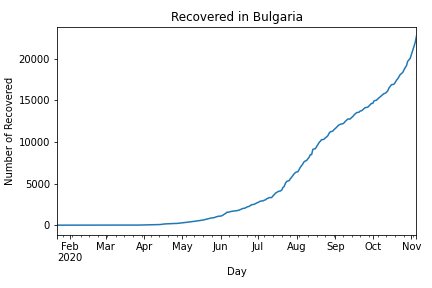 Recovered in Bulgaria
Number of Recovered
20000
15000
10000
5000
0
Feb Mar Apr May Jun Jul Aug Sep Oct Nov
2020
Day